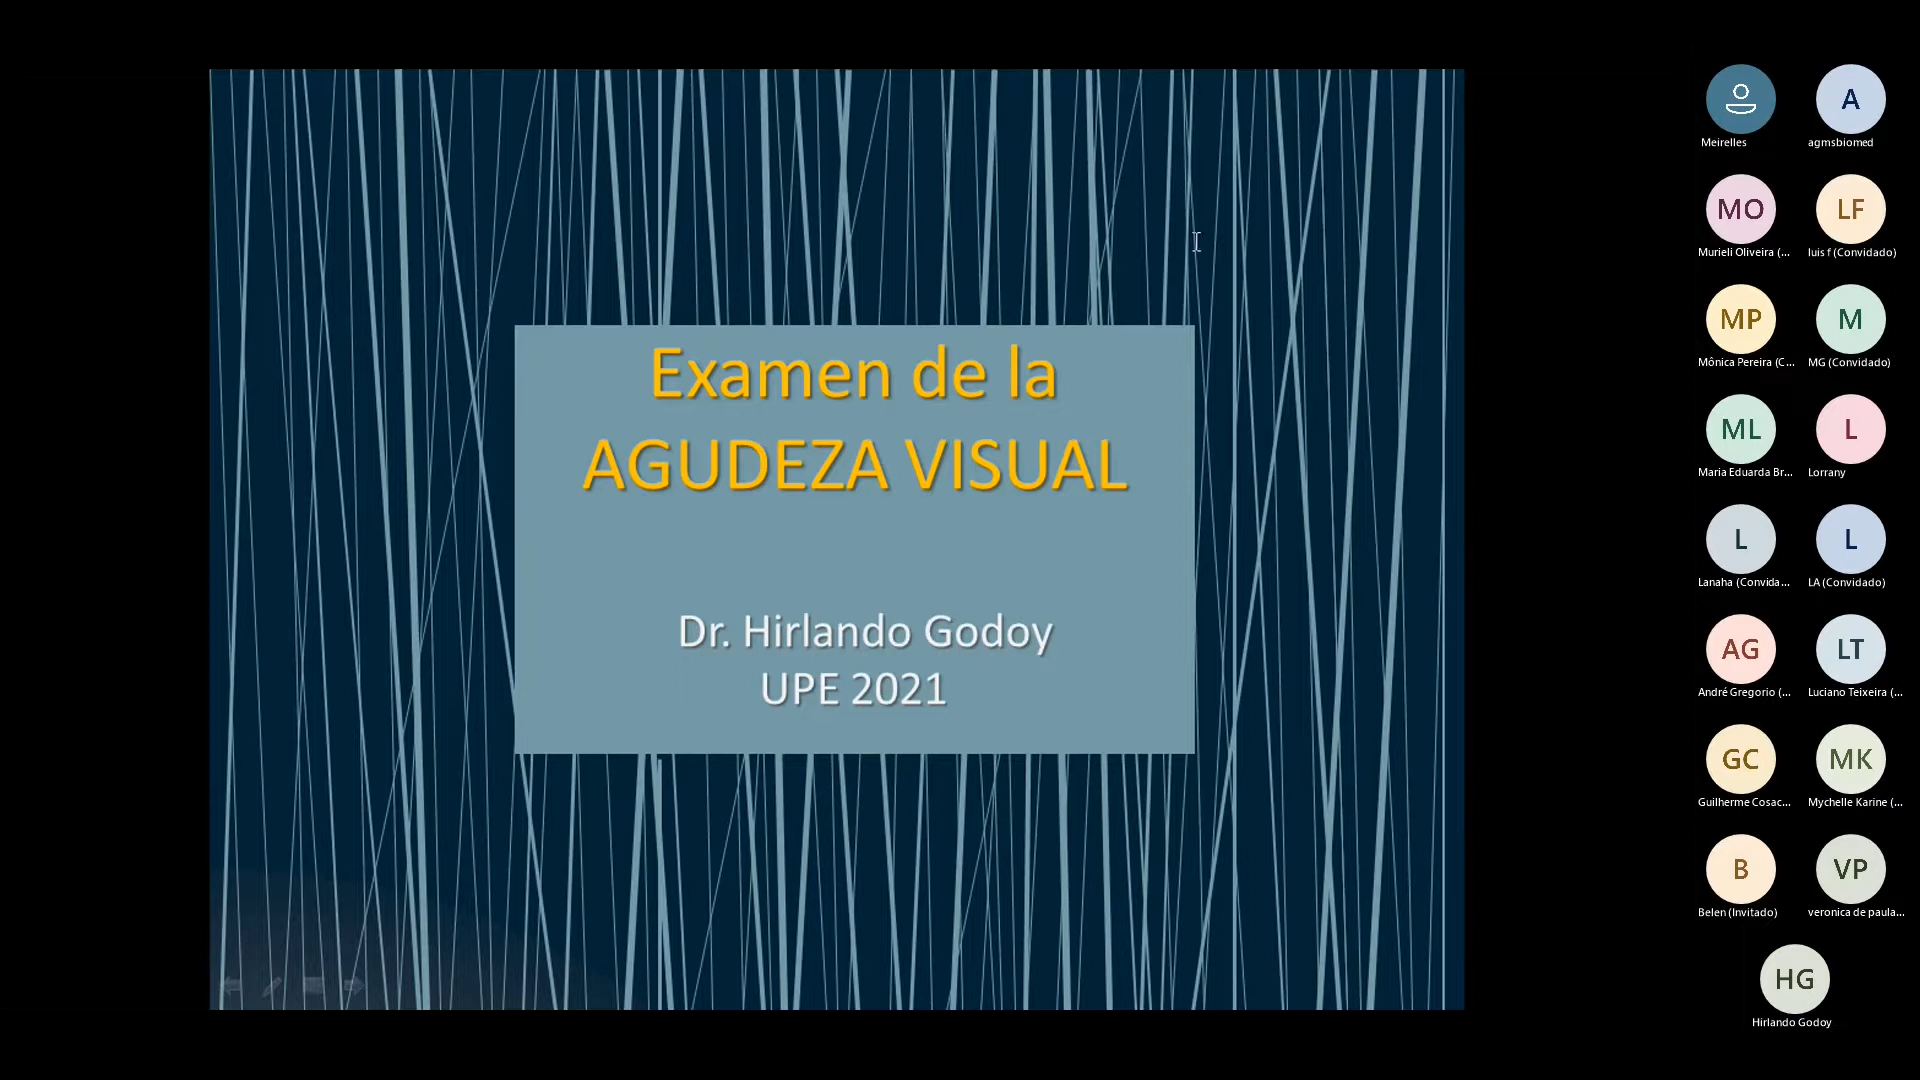 Examen de la
AGUDEZA VISUAL
Dr. Hirlando Godoy
UPE 2021
Meirelles
A
agmsbiomed
MO
Murieli Oliveira (...
LF
luis f (Convidado)
MP
Mônica Pereira (C...
M
MG (Convidado)
ML
Maria Eduarda Br...
L
Lorrany
L
Lanaha (Convida...
L
LA (Convidado)
AG
André Gregorio (...
LT
Luciano Teixeira (...
GC
Guilherme Cosac...
MK
Mychelle Karine (...
B
Belen (Invitado)
VP
veronica de paula...
HG
Hirlando Godoy